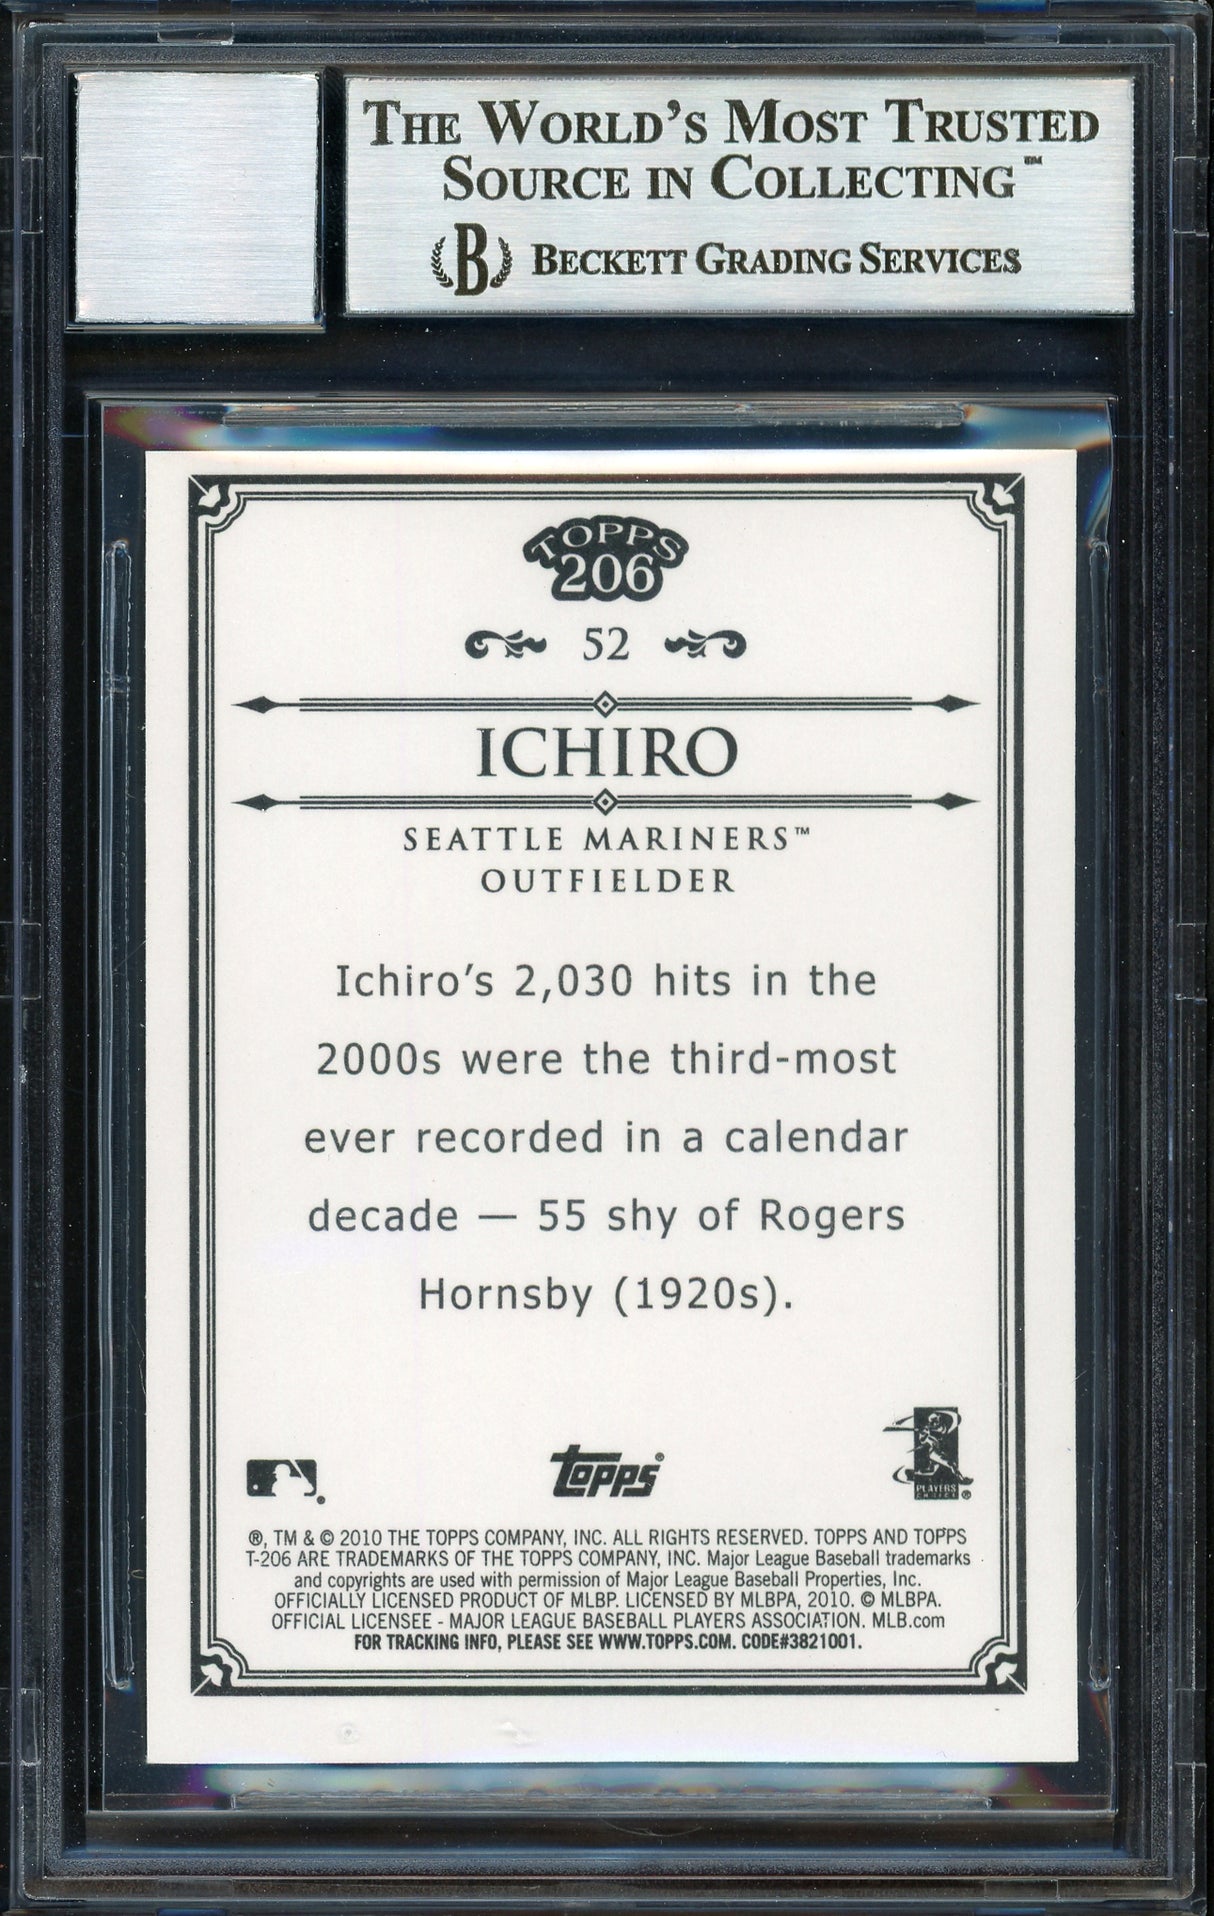 THE WORLD'S MOST TRUSTED
SOURCE IN COLLECTING™
B BECKETT GRADING SERVICES
TOPPS
206
52
ICHIRO
SEATTLE MARINERS™
OUTFIELDER
Ichiro's 2,030 hits in the
2000s were the third-most
ever recorded in a calendar
decade — 55 shy of Rogers
Hornsby (1920s).
topps®
PLAYERS
CHOICE
®, TM & © 2010 THE TOPPS COMPANY, INC. ALL RIGHTS RESERVED. TOPPS AND TOPPS
T-206 ARE TRADEMARKS OF THE TOPPS COMPANY, INC. Major League Baseball trademarks
and copyrights are used with permission of Major League Baseball Properties, Inc.
OFFICIALLY LICENSED PRODUCT OF MLBP. LICENSED BY MLBPA, 2010. © MLBPA.
OFFICIAL LICENSEE - MAJOR LEAGUE BASEBALL PLAYERS ASSOCIATION. MLB.com
FOR TRACKING INFO, PLEASE SEE WWW.TOPPS.COM. CODE#3821001.